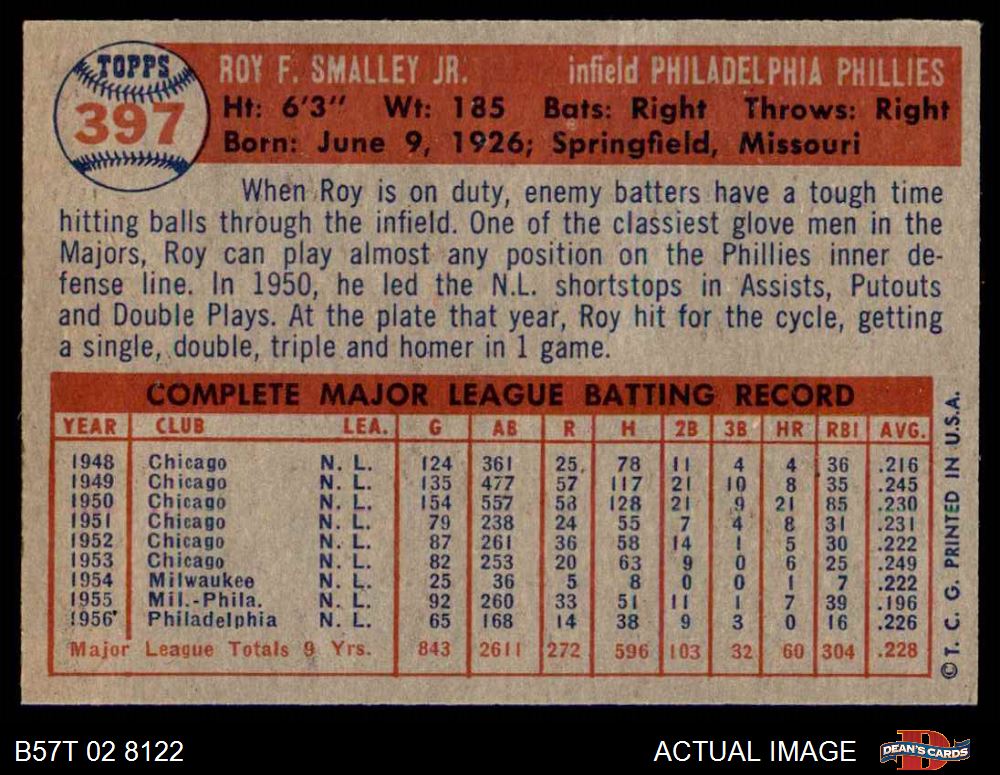 TOPPS
397
ROY F. SMALLEY JR. infield PHILADELPHIA PHILLIES
Ht: 6'3" Wt: 185 Bats: Right Throws: Right
Born: June 9, 1926; Springfield, Missouri
When Roy is on duty, enemy batters have a tough time
hitting balls through the infield. One of the classiest glove men in the
Majors, Roy can play almost any position on the Phillies inner de-
fense line. In 1950, he led the N.L. shortstops in Assists, Putouts
and Double Plays. At the plate that year, Roy hit for the cycle, getting
a single, double, triple and homer in 1 game.
COMPLETE MAJOR LEAGUE BATTING RECORD
YEAR CLUB LEA. G AB R H 2B 3B HR RBI AVG.
1948 Chicago N. L. 124 361 25 78 11 4 4 36 .216
1949 Chicago N. L. 135 477 57 117 21 10 8 35 .245
1950 Chicago N. L. 154 557 58 128 21 9 21 85 .230
1951 Chicago N. L. 79 238 24 55 7 4 8 31 .231
1952 Chicago N. L. 87 261 36 58 14 1 5 30 .222
1953 Chicago N. L. 82 253 20 63 9 0 6 25 .249
1954 Milwaukee N. L. 25 36 5 8 0 0 1 7 .222
1955 Mil.-Phila. N. L. 92 260 33 51 11 1 7 39 .196
1956 Philadelphia N. L. 65 168 14 38 9 3 0 16 .226
Major League Totals 9 Yrs. 843 2611 272 596 103 32 60 304 .228
© T. C. G. PRINTED IN U.S.A.
B57T 02 8122 ACTUAL IMAGE DEAN'S CARDS